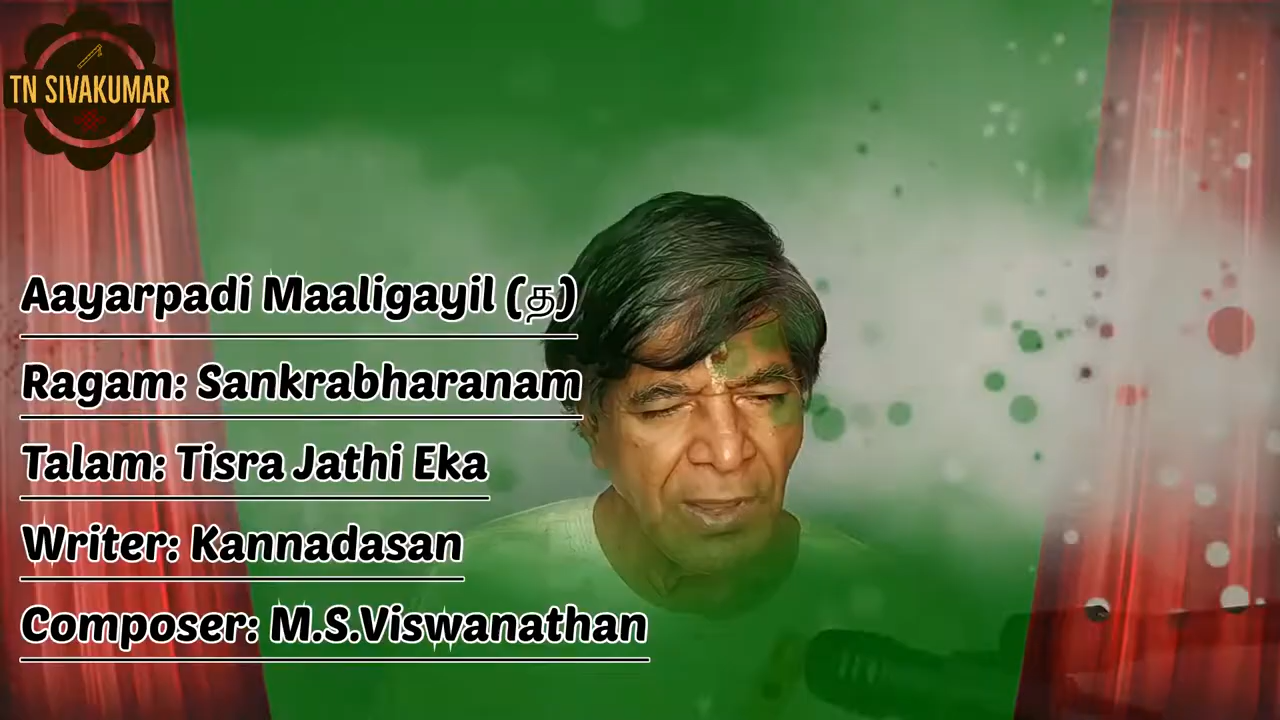 TN SIVAKUMAR
Aayarpadi Maaligayil (த)
Ragam: Sankrabharanam
Talam: Tisra Jathi Eka
Writer: Kannadasan
Composer: M.S.Viswanathan